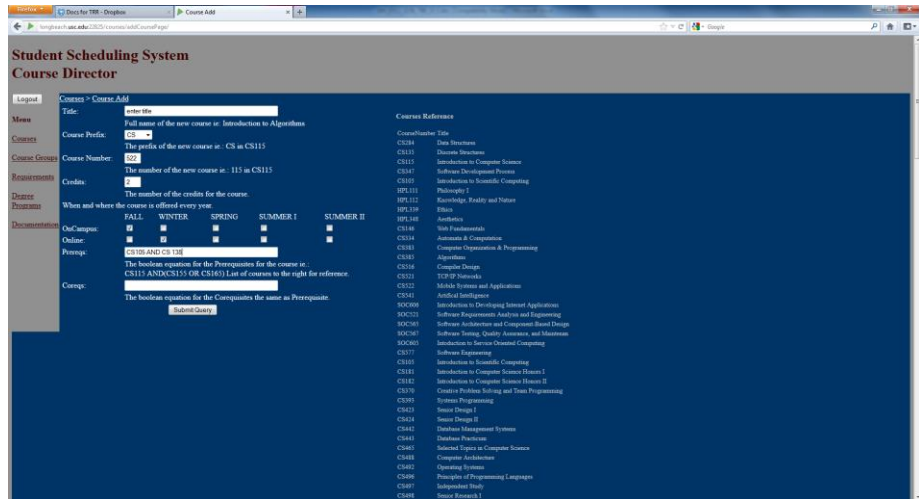 Firefox
Docs for TRR - Dropbox
Course Add
courses/addCoursePage/
Google
Student Scheduling System
Course Director
Logout
Courses > Course Add
Menu
Courses
Course Groups
Requirements
Degree Programs
Documentation
Title:
enter title
Full name of the new course ie: Introduction to Algorithms
Course Prefix:
CS
The prefix of the new course ie.: CS in CS115
Course Number:
522
The number of the new course ie.: 115 in CS115
Credits:
2
The number of the credits for the course.
When and where the course is offered every year.
FALL WINTER SPRING SUMMER I SUMMER II
OnCampus:
Online:
Prereqs:
The boolean equation for the Prerequisites for the course ie.:
CS115 AND(CS155 OR CS165) List of courses to the right for reference.
Coreqs:
The boolean equation for the Corequisites the same as Prerequisite.
Submit Query
Courses Reference
CourseNumber Title
CS284 Data Structures
CS135 Discrete Structures
CS115 Introduction to Computer Science
CS347 Software Development Process
CS105 Introduction to Scientific Computing
HPL111 Philosophy I
HPL112 Knowledge, Reality and Nature
HPL339 Ethics
HPL348 Aesthetics
CS146 Web Fundamentals
CS334 Automata & Computation
CS383 Computer Organization & Programming
CS385 Algorithms
CS516 Compiler Design
CS521 TCP/IP Networks
CS522 Mobile Systems and Applications
CS541 Artifical Intelligence
SOC606 Introduction to Developing Internet Applications
SOC521 Software Requirements Analysis and Engineering
SOC565 Software Architecture and Component Based Design
SOC567 Software Testing, Quality Assurance, and Maintenan
SOC605 Intoduction to Service Oriented Computing
CS577 Software Engineering
CS105 Introduction to Scientific Computing
CS181 Introduction to Computer Science Honors I
CS182 Introduction to Computer Science Honors II
CS370 Creative Problem Solving and Team Programming
CS393 Systems Programming
CS423 Senior Design I
CS424 Senior Design II
CS442 Database Management Systems
CS443 Database Practicum
CS465 Selected Topics in Computer Science
CS488 Computer Architecture
CS492 Operating Systems
CS496 Principles of Programming Languages
CS497 Independent Study
CS498 Senior Research I